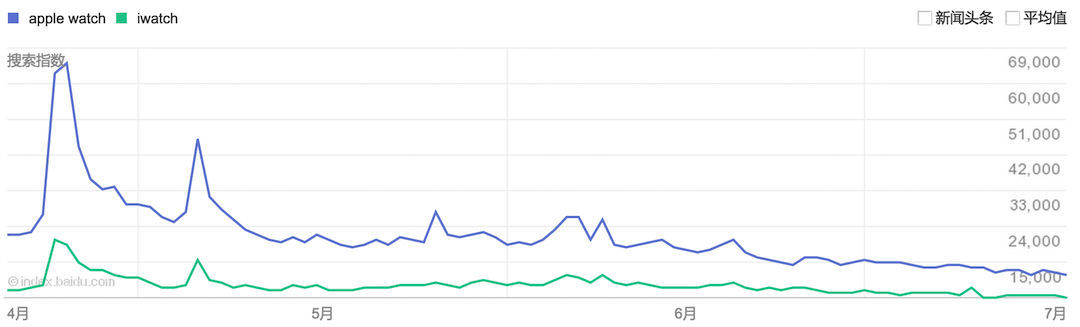 apple watch iwatch 新闻头条 平均值
搜索指数
69,000
60,000
51,000
42,000
33,000
24,000
15,000
©index.baidu.com
4月 5月 6月 7月